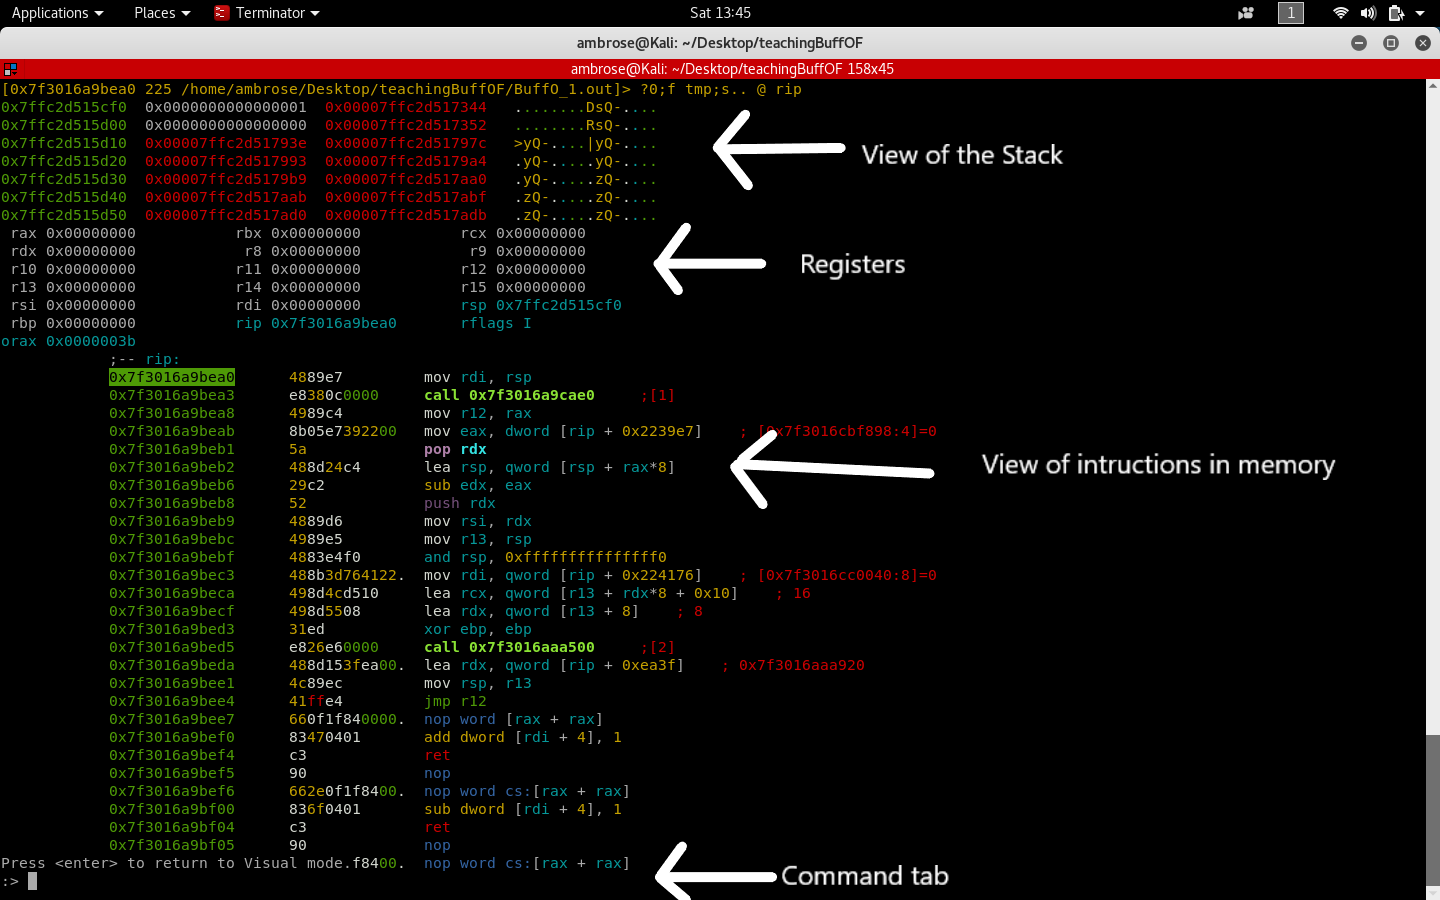 Applications Places Terminator Sat 13:45 1
ambrose@Kali: ~/Desktop/teachingBuffOF
ambrose@Kali: ~/Desktop/teachingBuffOF 158x45
[0x7f3016a9bea0 225 /home/ambrose/Desktop/teachingBuffOF/BuffO_1.out]> ?0;f tmp;s.. @ rip
0x7ffc2d515cf0 0x0000000000000001 0x00007ffc2d517344 ........DsQ-....
0x7ffc2d515d00 0x0000000000000000 0x00007ffc2d517352 ........RsQ-....
0x7ffc2d515d10 0x00007ffc2d51793e 0x00007ffc2d51797c >yQ-....|yQ-....
0x7ffc2d515d20 0x00007ffc2d517993 0x00007ffc2d5179a4 .yQ-.....yQ-....
0x7ffc2d515d30 0x00007ffc2d5179b9 0x00007ffc2d517aa0 .yQ-.....zQ-....
0x7ffc2d515d40 0x00007ffc2d517aab 0x00007ffc2d517abf .zQ-.....zQ-....
0x7ffc2d515d50 0x00007ffc2d517ad0 0x00007ffc2d517adb .zQ-.....zQ-....
View of the Stack
rax 0x00000000 rbx 0x00000000 rcx 0x00000000
rdx 0x00000000 r8 0x00000000 r9 0x00000000
r10 0x00000000 r11 0x00000000 r12 0x00000000
r13 0x00000000 r14 0x00000000 r15 0x00000000
rsi 0x00000000 rdi 0x00000000 rsp 0x7ffc2d515cf0
rbp 0x00000000 rip 0x7f3016a9bea0 rflags I
orax 0x0000003b
Registers
;-- rip:
0x7f3016a9bea0 4889e7 mov rdi, rsp
0x7f3016a9bea3 e8380c0000 call 0x7f3016a9cae0 ;[1]
0x7f3016a9bea8 4989c4 mov r12, rax
0x7f3016a9beab 8b05e7392200 mov eax, dword [rip + 0x2239e7] ; [0x7f3016cbf898:4]=0
0x7f3016a9beb1 5a pop rdx
0x7f3016a9beb2 488d24c4 lea rsp, qword [rsp + rax*8]
0x7f3016a9beb6 29c2 sub edx, eax
0x7f3016a9beb8 52 push rdx
0x7f3016a9beb9 4889d6 mov rsi, rdx
0x7f3016a9bebc 4989e5 mov r13, rsp
0x7f3016a9bebf 4883e4f0 and rsp, 0xfffffffffffffff0
0x7f3016a9bec3 488b3d764122. mov rdi, qword [rip + 0x224176] ; [0x7f3016cc0040:8]=0
0x7f3016a9beca 498d4cd510 lea rcx, qword [r13 + rdx*8 + 0x10] ; 16
0x7f3016a9becf 498d5508 lea rdx, qword [r13 + 8] ; 8
0x7f3016a9bed3 31ed xor ebp, ebp
0x7f3016a9bed5 e826e60000 call 0x7f3016aaa500 ;[2]
0x7f3016a9beda 488d153fea00. lea rdx, qword [rip + 0xea3f] ; 0x7f3016aaa920
0x7f3016a9bee1 4c89ec mov rsp, r13
0x7f3016a9bee4 41ffe4 jmp r12
0x7f3016a9bee7 660f1f840000. nop word [rax + rax]
0x7f3016a9bef0 83470401 add dword [rdi + 4], 1
0x7f3016a9bef4 c3 ret
0x7f3016a9bef5 90 nop
0x7f3016a9bef6 662e0f1f8400. nop word cs:[rax + rax]
0x7f3016a9bf00 836f0401 sub dword [rdi + 4], 1
0x7f3016a9bf04 c3 ret
0x7f3016a9bf05 90 nop
View of intructions in memory
Press <enter> to return to Visual mode.f8400. nop word cs:[rax + rax]
:>
Command tab